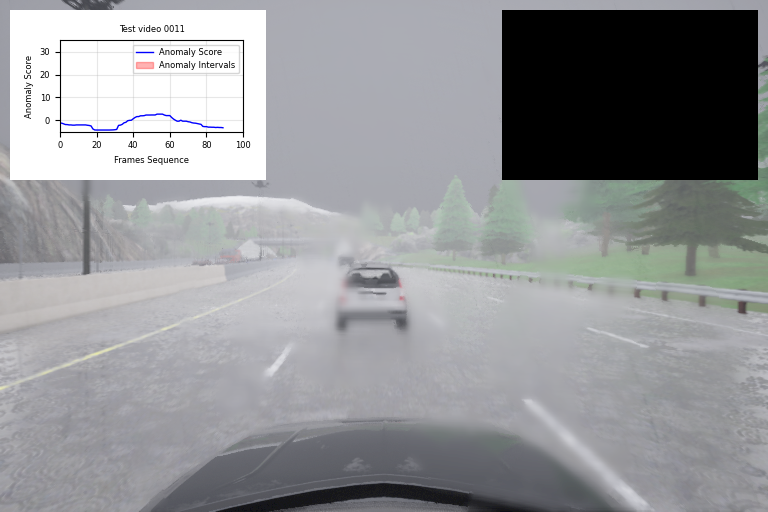 Test video 0011
Anomaly Score
Anomaly Intervals
30
20
10
0
0 20 40 60 80 100
Anomaly Score
Frames Sequence